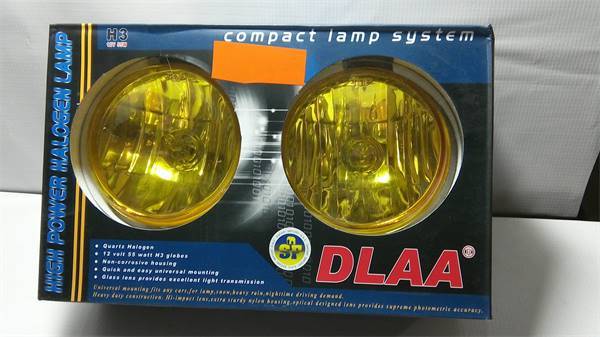 H3
12V 55W
compact lamp system
HIGH POWER HALOGEN LAMP
Quartz Halogen
12 volt 55 watt H3 globes
Non-corrosive housing
Quick and easy universal mounting
Glass lens provides excellent light transmission
SF
DLAA
Universal mounting fits any cars,for lamp,snow,heavy rain,nighttime driving demand.
Heavy duty construction. Hi-impact lens,extra sturdy nylon housing,optical designed lens provides supreme photometric accuracy.